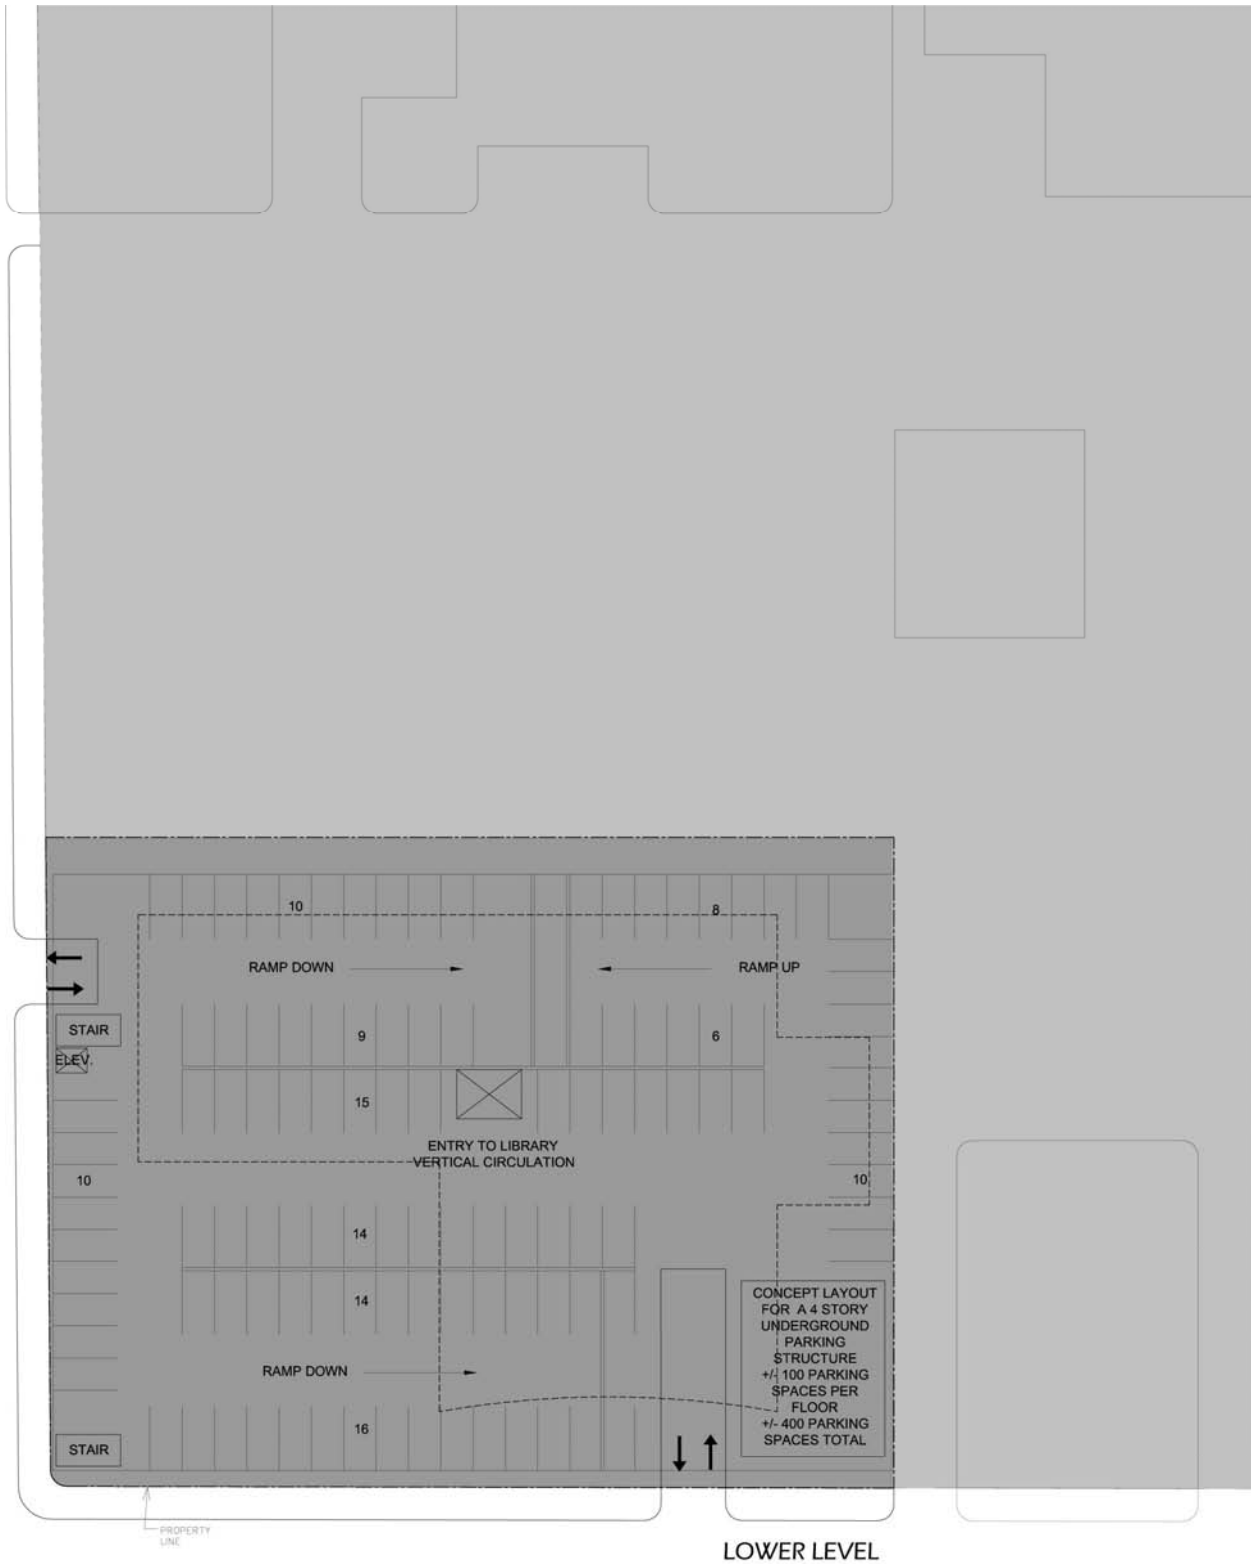 10
8
RAMP DOWN
RAMP UP
STAIR
9
6
ELEV.
15
ENTRY TO LIBRARY
VERTICAL CIRCULATION
10
10
14
CONCEPT LAYOUT
FOR A 4 STORY
UNDERGROUND
PARKING
STRUCTURE
+/- 100 PARKING
SPACES PER
FLOOR
+/- 400 PARKING
SPACES TOTAL
14
RAMP DOWN
16
STAIR
PROPERTY
LINE
LOWER LEVEL